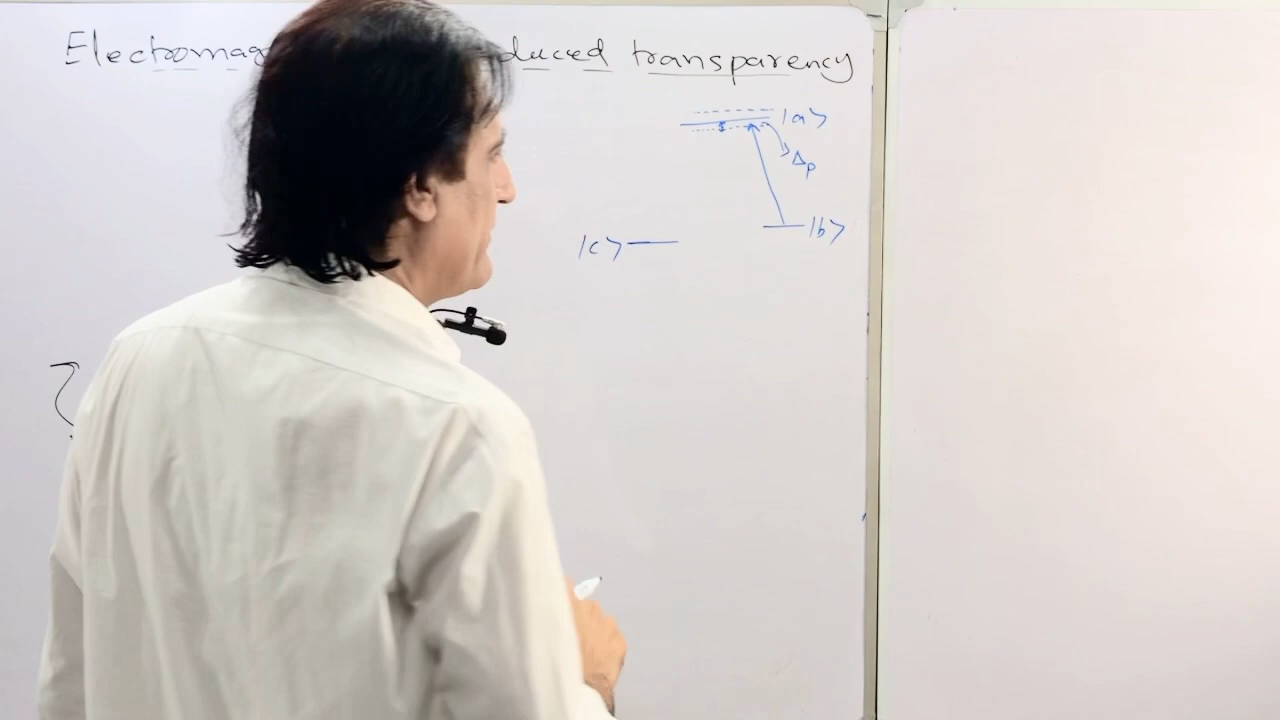 Electromag duced transparency
|a>
Δp
|b>
|c>